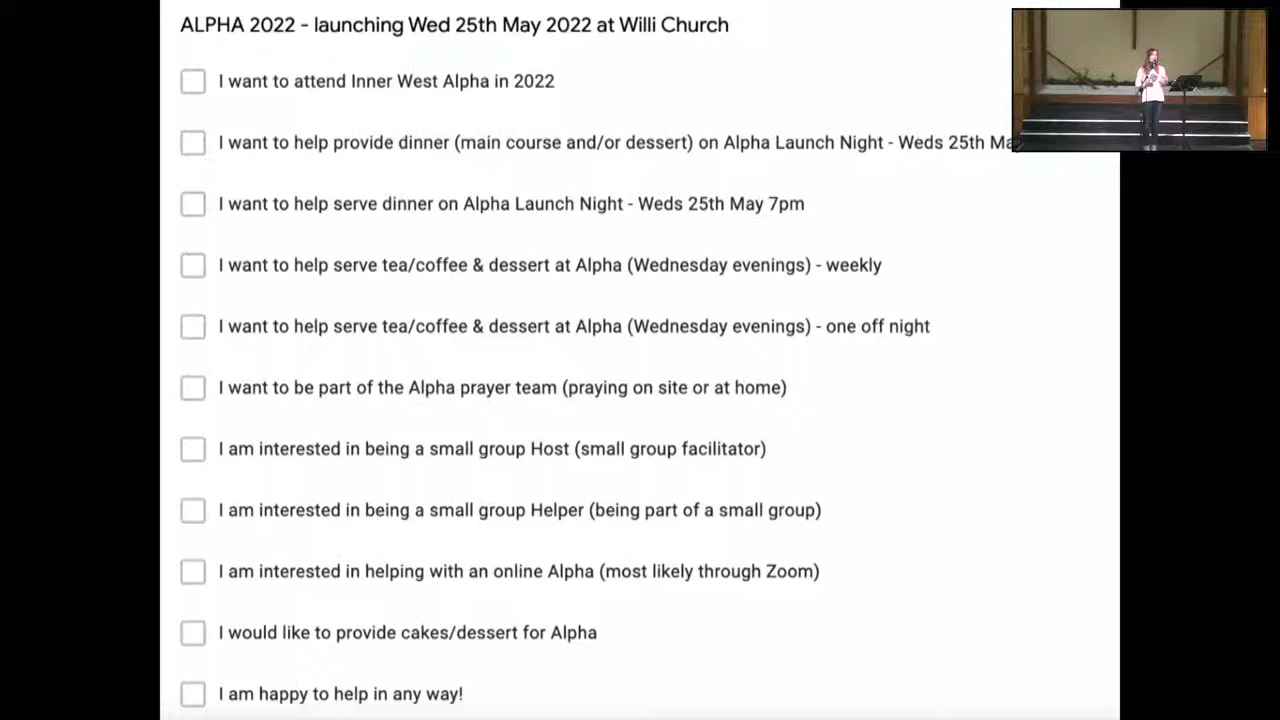 ALPHA 2022 - launching Wed 25th May 2022 at Willi Church
I want to attend Inner West Alpha in 2022
I want to help provide dinner (main course and/or dessert) on Alpha Launch Night - Weds 25th Ma
I want to help serve dinner on Alpha Launch Night - Weds 25th May 7pm
I want to help serve tea/coffee & dessert at Alpha (Wednesday evenings) - weekly
I want to help serve tea/coffee & dessert at Alpha (Wednesday evenings) - one off night
I want to be part of the Alpha prayer team (praying on site or at home)
I am interested in being a small group Host (small group facilitator)
I am interested in being a small group Helper (being part of a small group)
I am interested in helping with an online Alpha (most likely through Zoom)
I would like to provide cakes/dessert for Alpha
I am happy to help in any way!